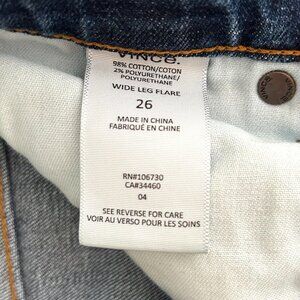 VINCE.
98% COTTON/COTON
2% POLYURETHANE/
POLYURÉTHANE
WIDE LEG FLARE
26
MADE IN CHINA
FABRIQUÉ EN CHINE
RN#106730
CA#34460
04
SEE REVERSE FOR CARE
VOIR AU VERSO POUR LES SOINS